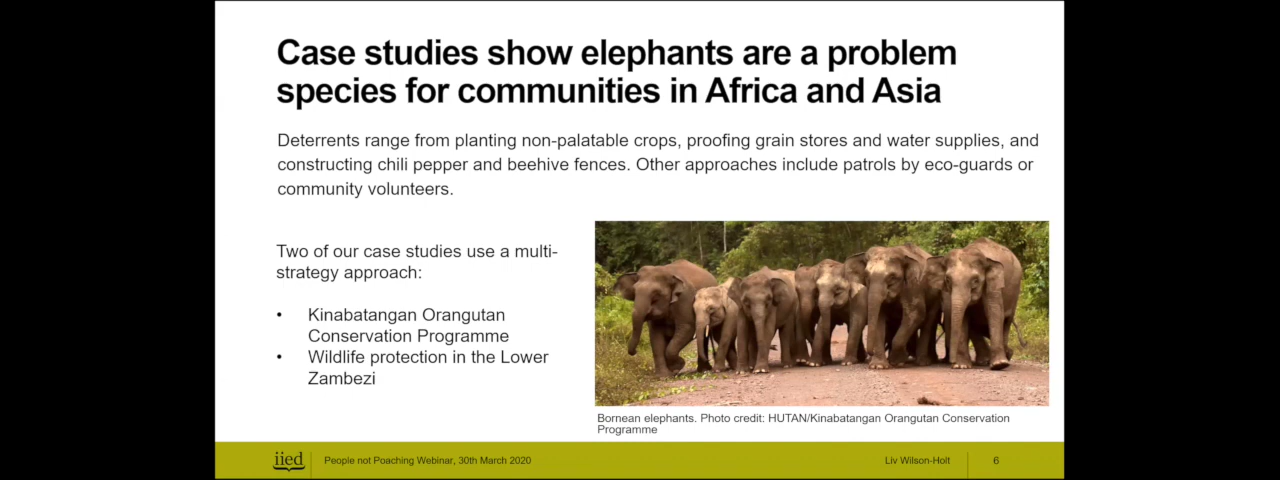 Case studies show elephants are a problem
species for communities in Africa and Asia
Deterrents range from planting non-palatable crops, proofing grain stores and water supplies, and
constructing chili pepper and beehive fences. Other approaches include patrols by eco-guards or
community volunteers.
Two of our case studies use a multi-
strategy approach:
• Kinabatangan Orangutan
Conservation Programme
• Wildlife protection in the Lower
Zambezi
Bornean elephants. Photo credit: HUTAN/Kinabatangan Orangutan Conservation
Programme
iied
People not Poaching Webinar, 30th March 2020
Liv Wilson-Holt
6